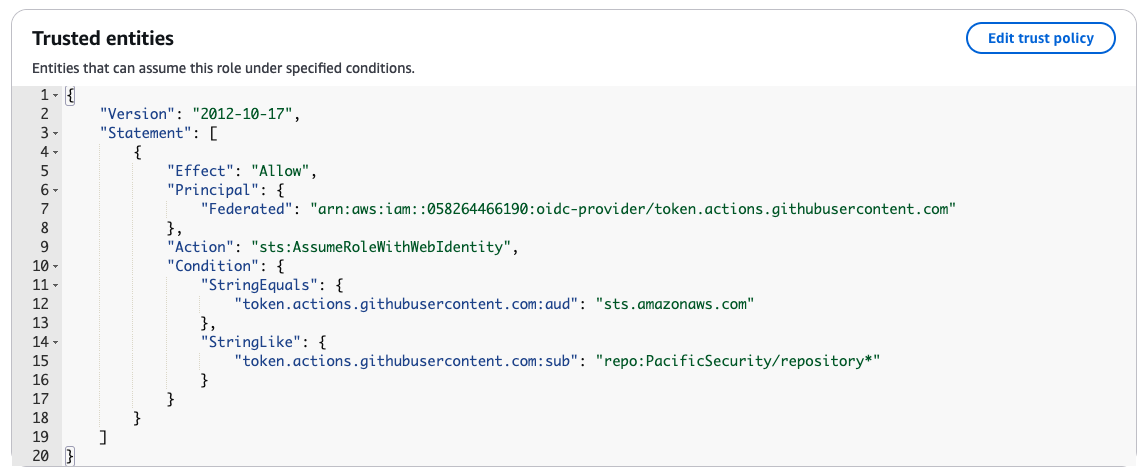 Trusted entities
Edit trust policy
Entities that can assume this role under specified conditions.
1 {
2     "Version": "2012-10-17",
3     "Statement": [
4         {
5             "Effect": "Allow",
6             "Principal": {
7                 "Federated": "arn:aws:iam::058264466190:oidc-provider/token.actions.githubusercontent.com"
8             },
9             "Action": "sts:AssumeRoleWithWebIdentity",
10             "Condition": {
11                 "StringEquals": {
12                     "token.actions.githubusercontent.com:aud": "sts.amazonaws.com"
13                 },
14                 "StringLike": {
15                     "token.actions.githubusercontent.com:sub": "repo:PacificSecurity/repository*"
16                 }
17             }
18         }
19     ]
20 }